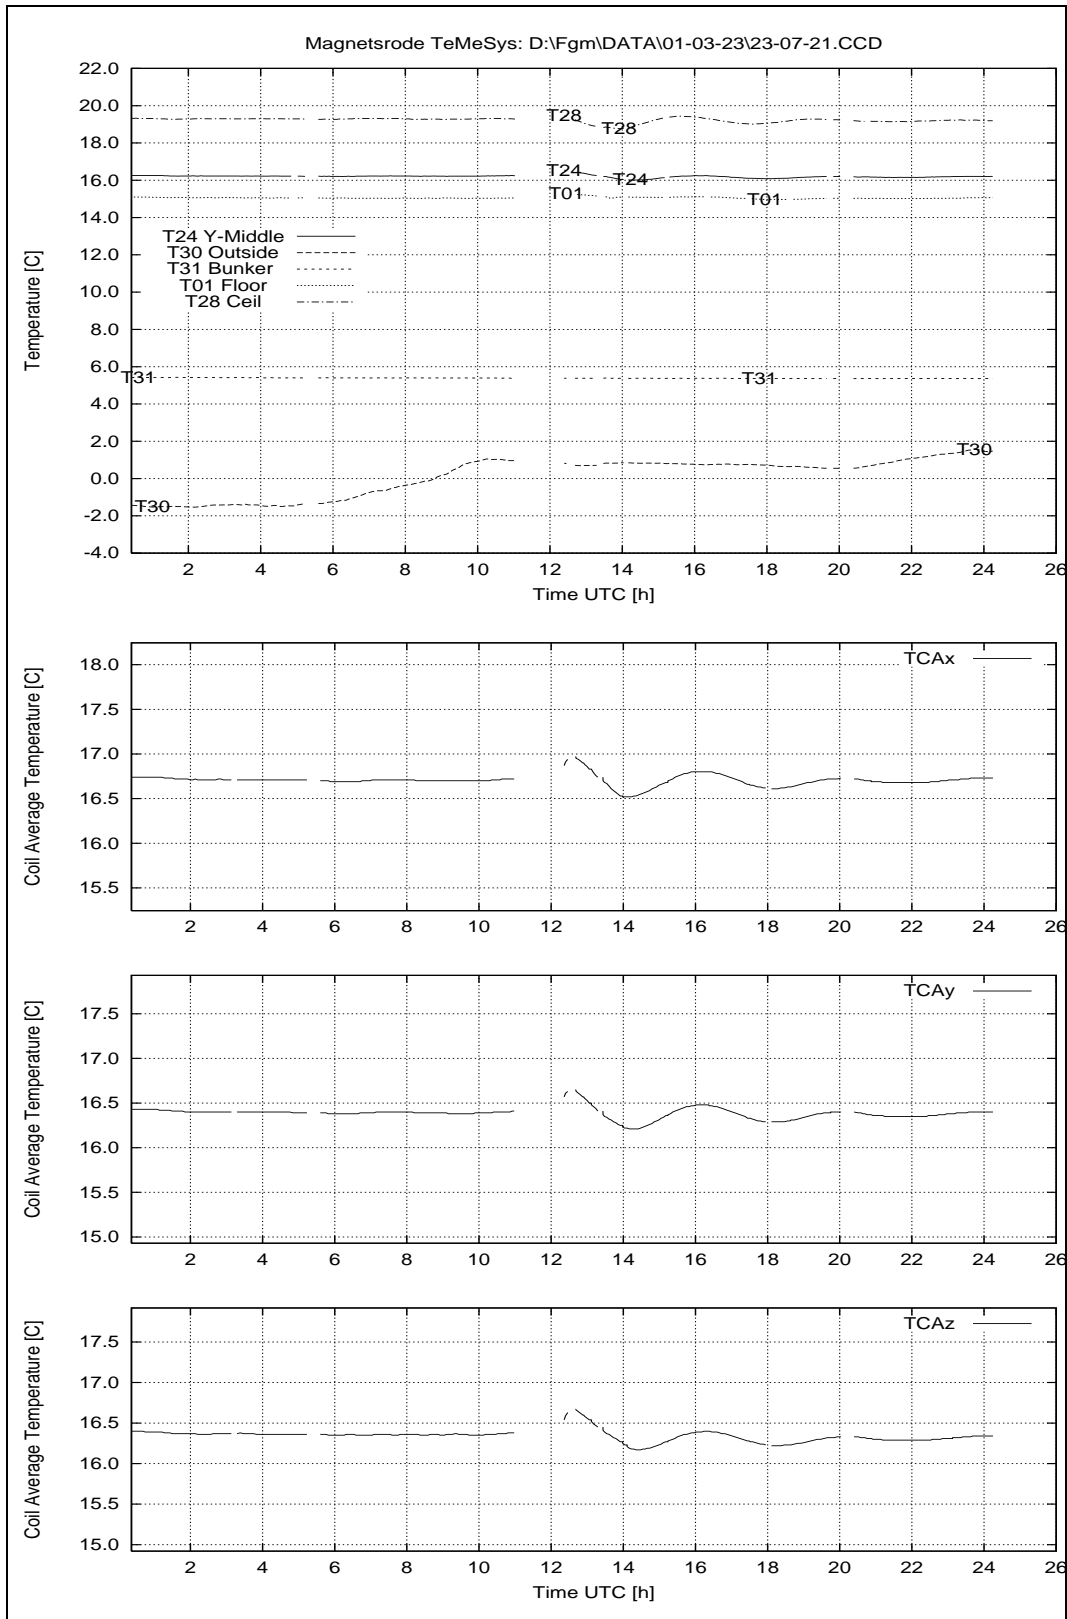 Magnetsrode TeMeSys: D:\Fgm\DATA\01-03-23\23-07-21.CCD
Temperature [C]
22.0
20.0
18.0
16.0
14.0
12.0
10.0
8.0
6.0
4.0
2.0
0.0
-2.0
-4.0
T28
T28
T24
T24
T01
T01
T24 Y-Middle
T30 Outside
T31 Bunker
T01 Floor
T28 Ceil
T31
T31
T30
T30
2 4 6 8 10 12 14 16 18 20 22 24 26
Time UTC [h]
Coil Average Temperature [C]
18.0
17.5
17.0
16.5
16.0
15.5
TCAx
2 4 6 8 10 12 14 16 18 20 22 24 26
Coil Average Temperature [C]
17.5
17.0
16.5
16.0
15.5
15.0
TCAy
2 4 6 8 10 12 14 16 18 20 22 24 26
Coil Average Temperature [C]
17.5
17.0
16.5
16.0
15.5
15.0
TCAz
2 4 6 8 10 12 14 16 18 20 22 24 26
Time UTC [h]